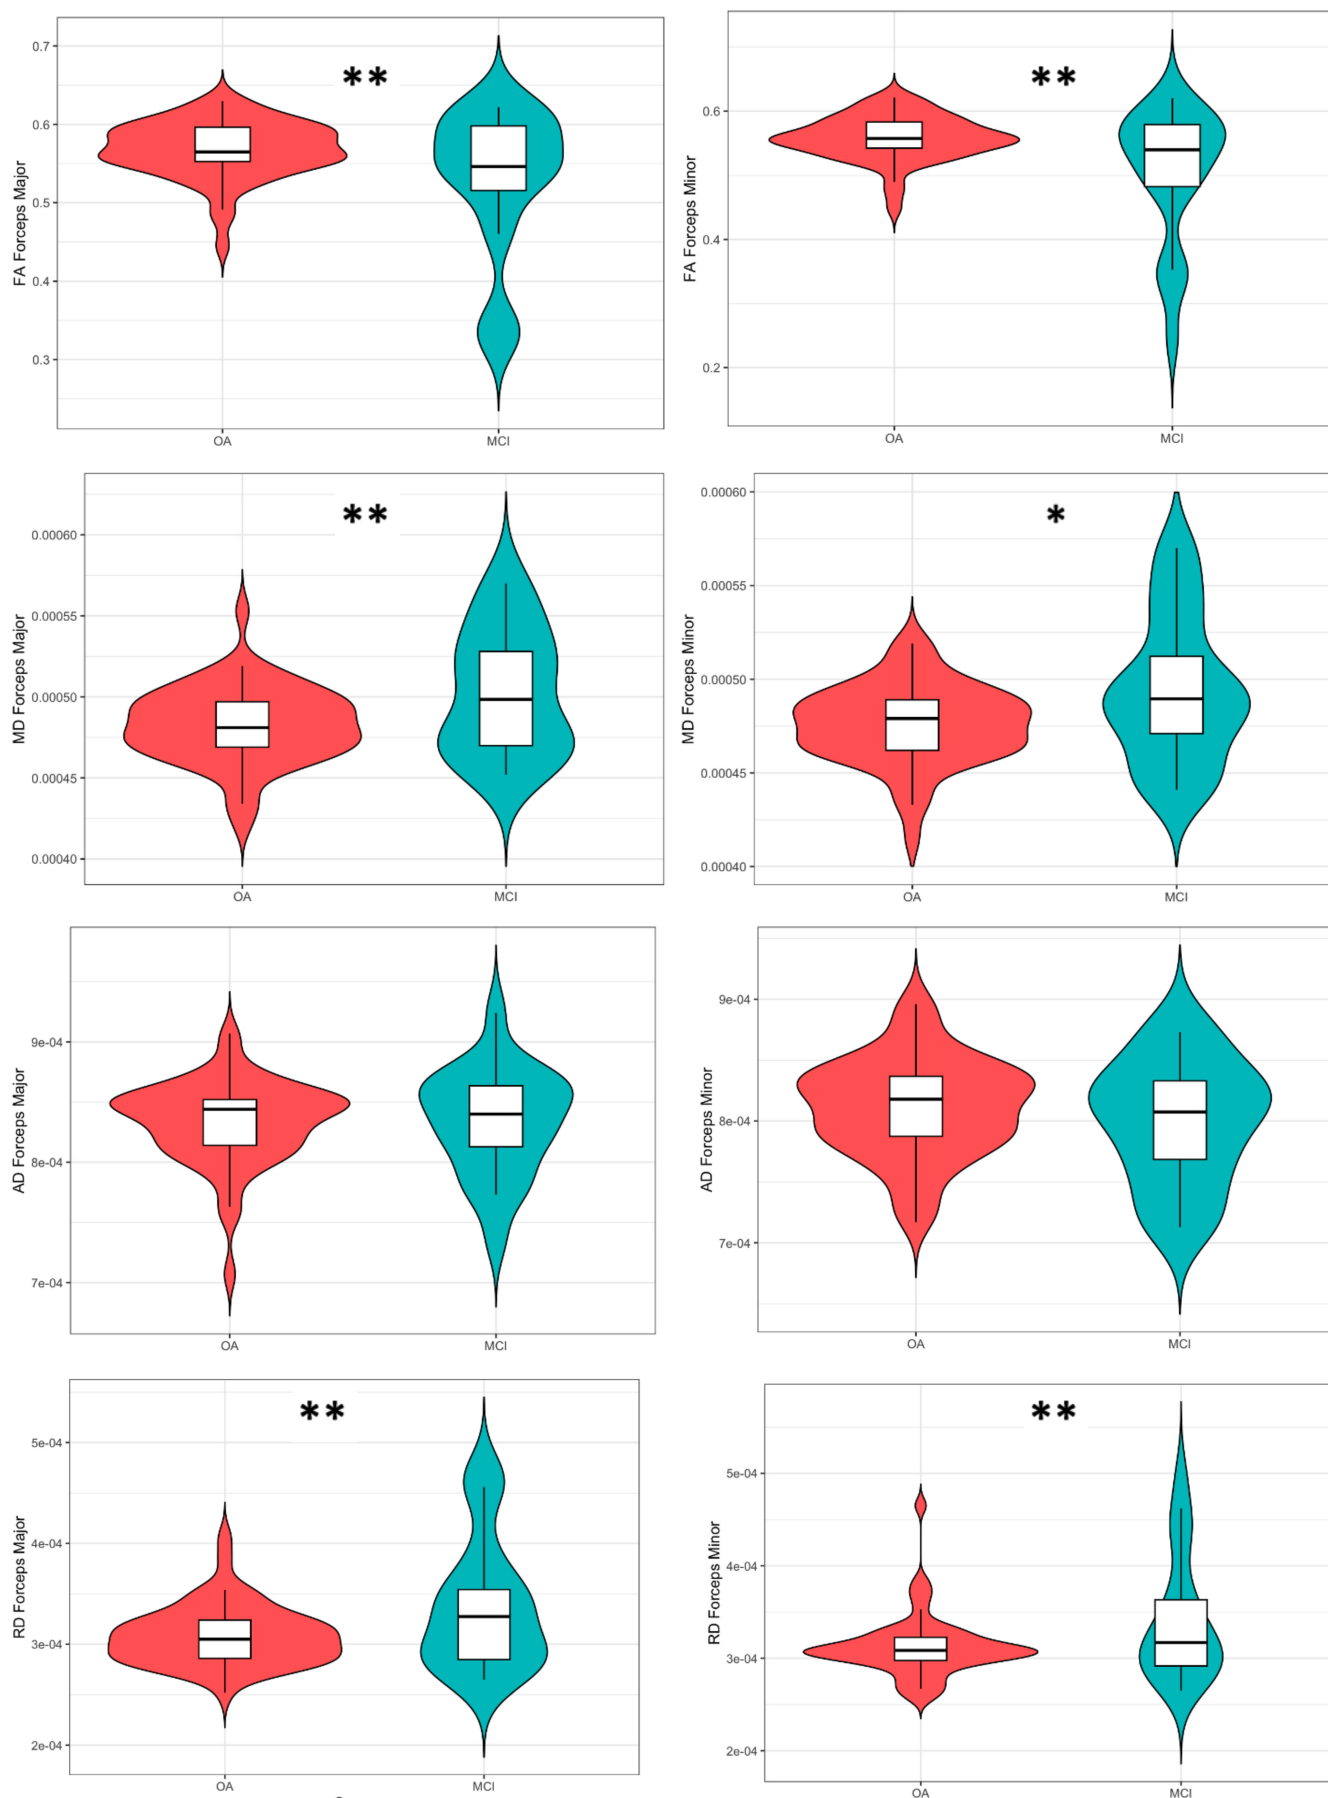 0.7
0.6
0.5
0.4
0.3
FA Forceps Major
**
OA
MCI
0.6
0.4
0.2
FA Forceps Minor
**
OA
MCI
0.00060
0.00055
0.00050
0.00045
0.00040
MD Forceps Major
**
OA
MCI
0.00060
0.00055
0.00050
0.00045
0.00040
MD Forceps Minor
*
OA
MCI
9e-04
8e-04
7e-04
AD Forceps Major
OA
MCI
9e-04
8e-04
7e-04
AD Forceps Minor
OA
MCI
5e-04
4e-04
3e-04
2e-04
RD Forceps Major
**
OA
MCI
5e-04
4e-04
3e-04
2e-04
RD Forceps Minor
**
OA
MCI